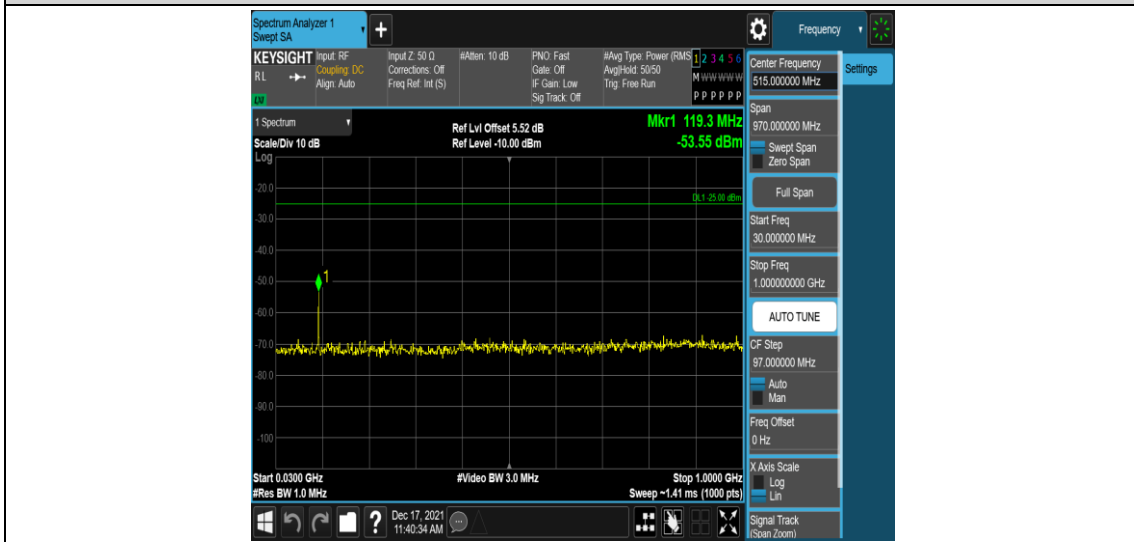 Spectrum Analyzer 1
Swept SA
+
Frequency
KEYSIGHT
RL
LXI
Input: RF
Coupling: DC
Align: Auto
Input Z: 50 Ω
Corrections: Off
Freq Ref: Int (S)
#Atten: 10 dB
PNO: Fast
Gate: Off
IF Gain: Low
Sig Track: Off
#Avg Type: Power (RMS
Avg|Hold: 50/50
Trig: Free Run
1 2 3 4 5 6
M W W W W W
P P P P P P
1 Spectrum
Scale/Div 10 dB
Log
Ref Lvl Offset 5.52 dB
Ref Level -10.00 dBm
Mkr1 119.3 MHz
-53.55 dBm
-20.0
DL1 -25.00 dBm
-30.0
-40.0
-50.0
1
-60.0
-70.0
-80.0
-90.0
-100
Start 0.0300 GHz
#Res BW 1.0 MHz
#Video BW 3.0 MHz
Stop 1.0000 GHz
Sweep ~1.41 ms (1000 pts)
?
Dec 17, 2021
11:40:34 AM
Center Frequency
515.000000 MHz
Settings
Span
970.000000 MHz
Swept Span
Zero Span
Full Span
Start Freq
30.000000 MHz
Stop Freq
1.000000000 GHz
AUTO TUNE
CF Step
97.000000 MHz
Auto
Man
Freq Offset
0 Hz
X Axis Scale
Log
Lin
Signal Track
(Span Zoom)